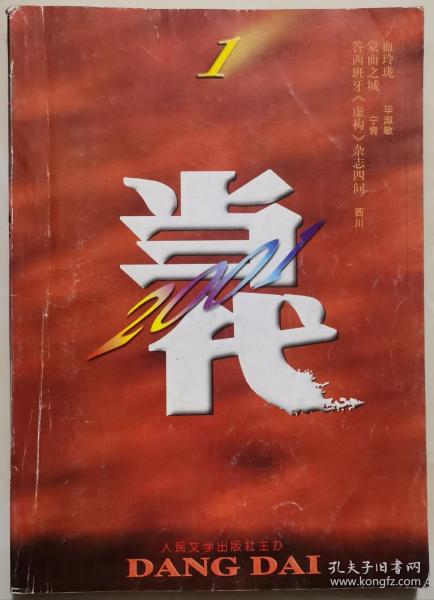 1
血玲珑 毕淑敏
蒙面之城 宁肯
答西班牙《虚构》杂志四问 西川
当代
2001
人民文学出版社主办
DANG DAI
孔夫子旧书网
www.kongfz.com